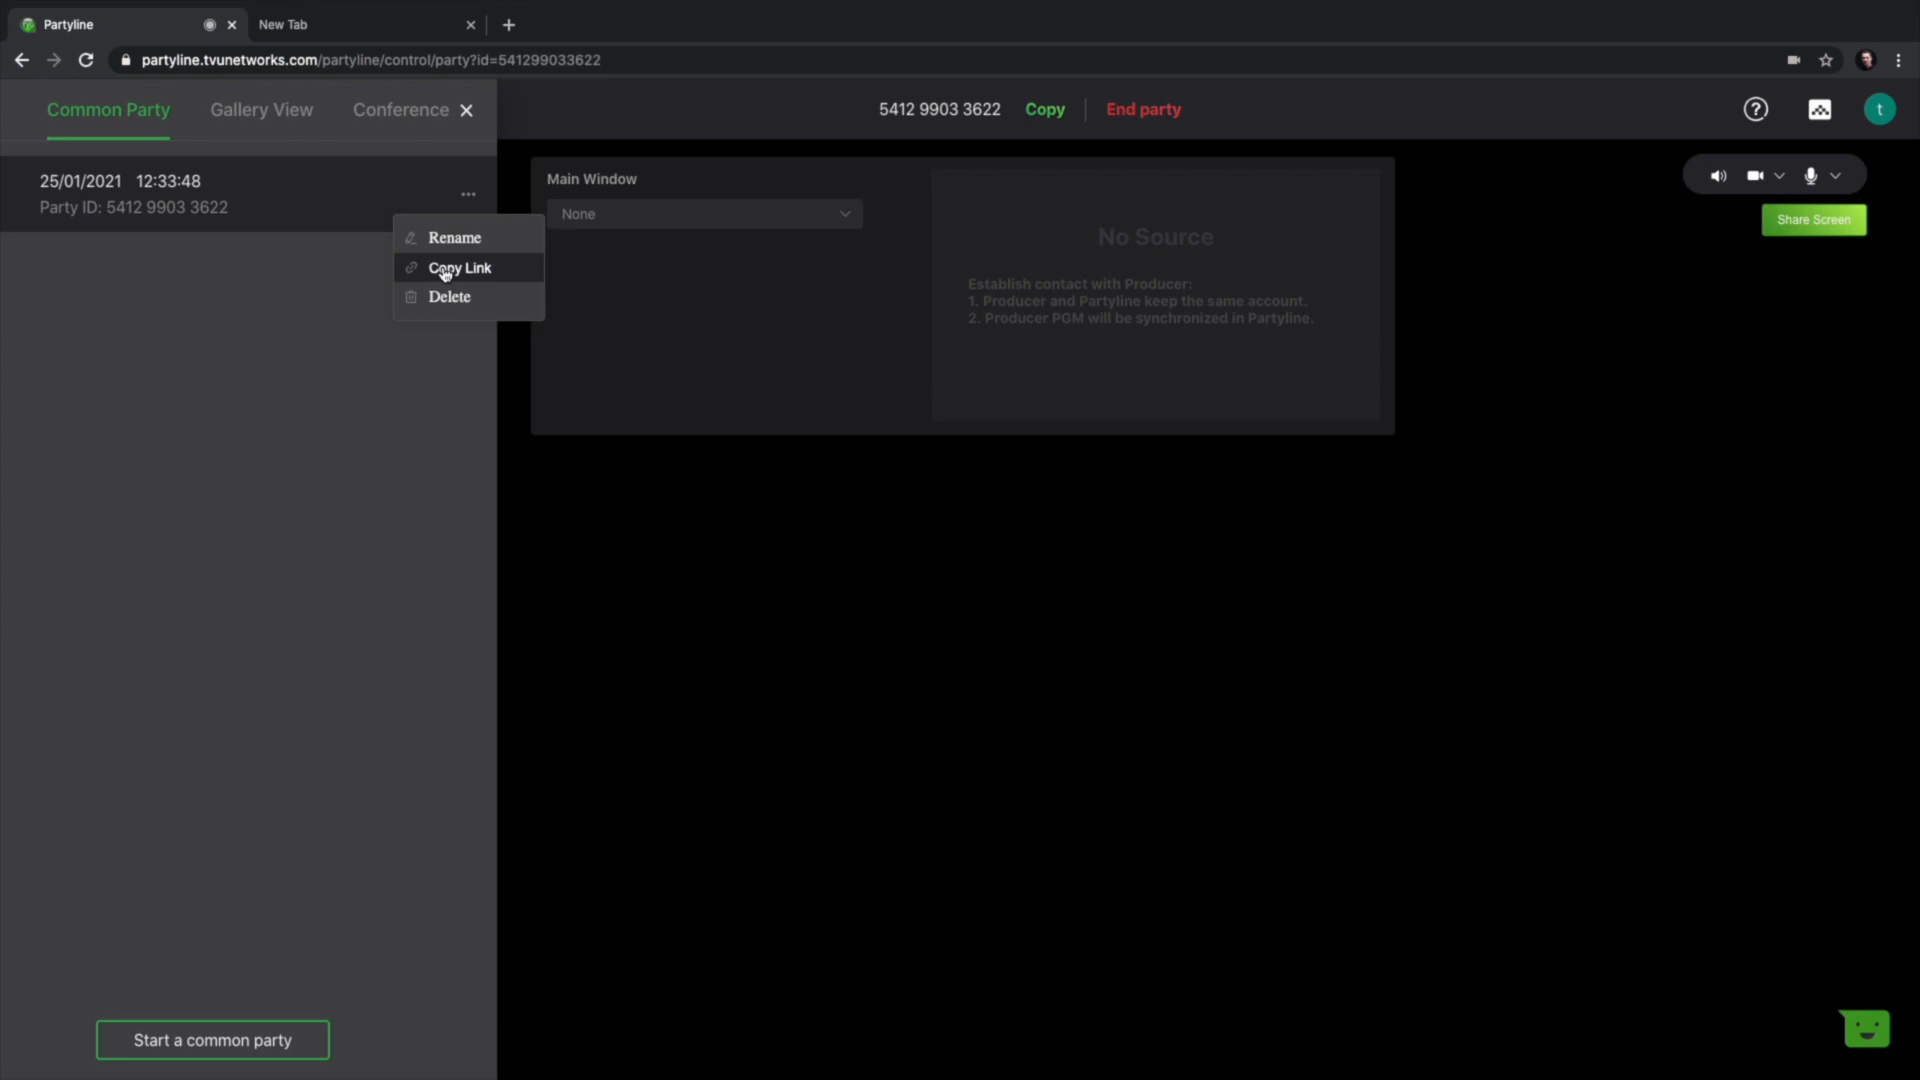 Partyline
New Tab
partyline.tvunetworks.com/partyline/control/party?id=541299033622
Common Party
Gallery View
Conference
5412 9903 3622
Copy
End party
t
25/01/2021 12:33:48
Party ID: 5412 9903 3622
Rename
Copy Link
Delete
Main Window
None
No Source
Establish contact with Producer:
1. Producer and Partyline keep the same account.
2. Producer PGM will be synchronized in Partyline.
Share Screen
Start a common party